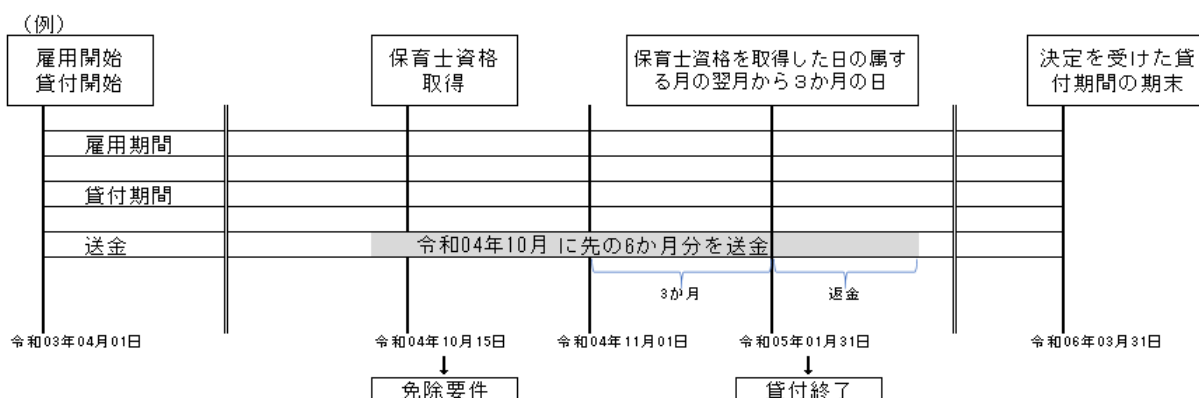 （例）
雇用開始
貸付開始
保育士資格
取得
保育士資格を取得した日の属す
る月の翌月から３か月の日
決定を受けた貸
付期間の期末
雇用期間
貸付期間
送金
令和04年10月 に先の6か月分を送金
3か月
返金
令和03年04月01日
令和04年10月15日
令和04年11月01日
令和05年01月31日
令和06年03月31日
免除要件
貸付終了